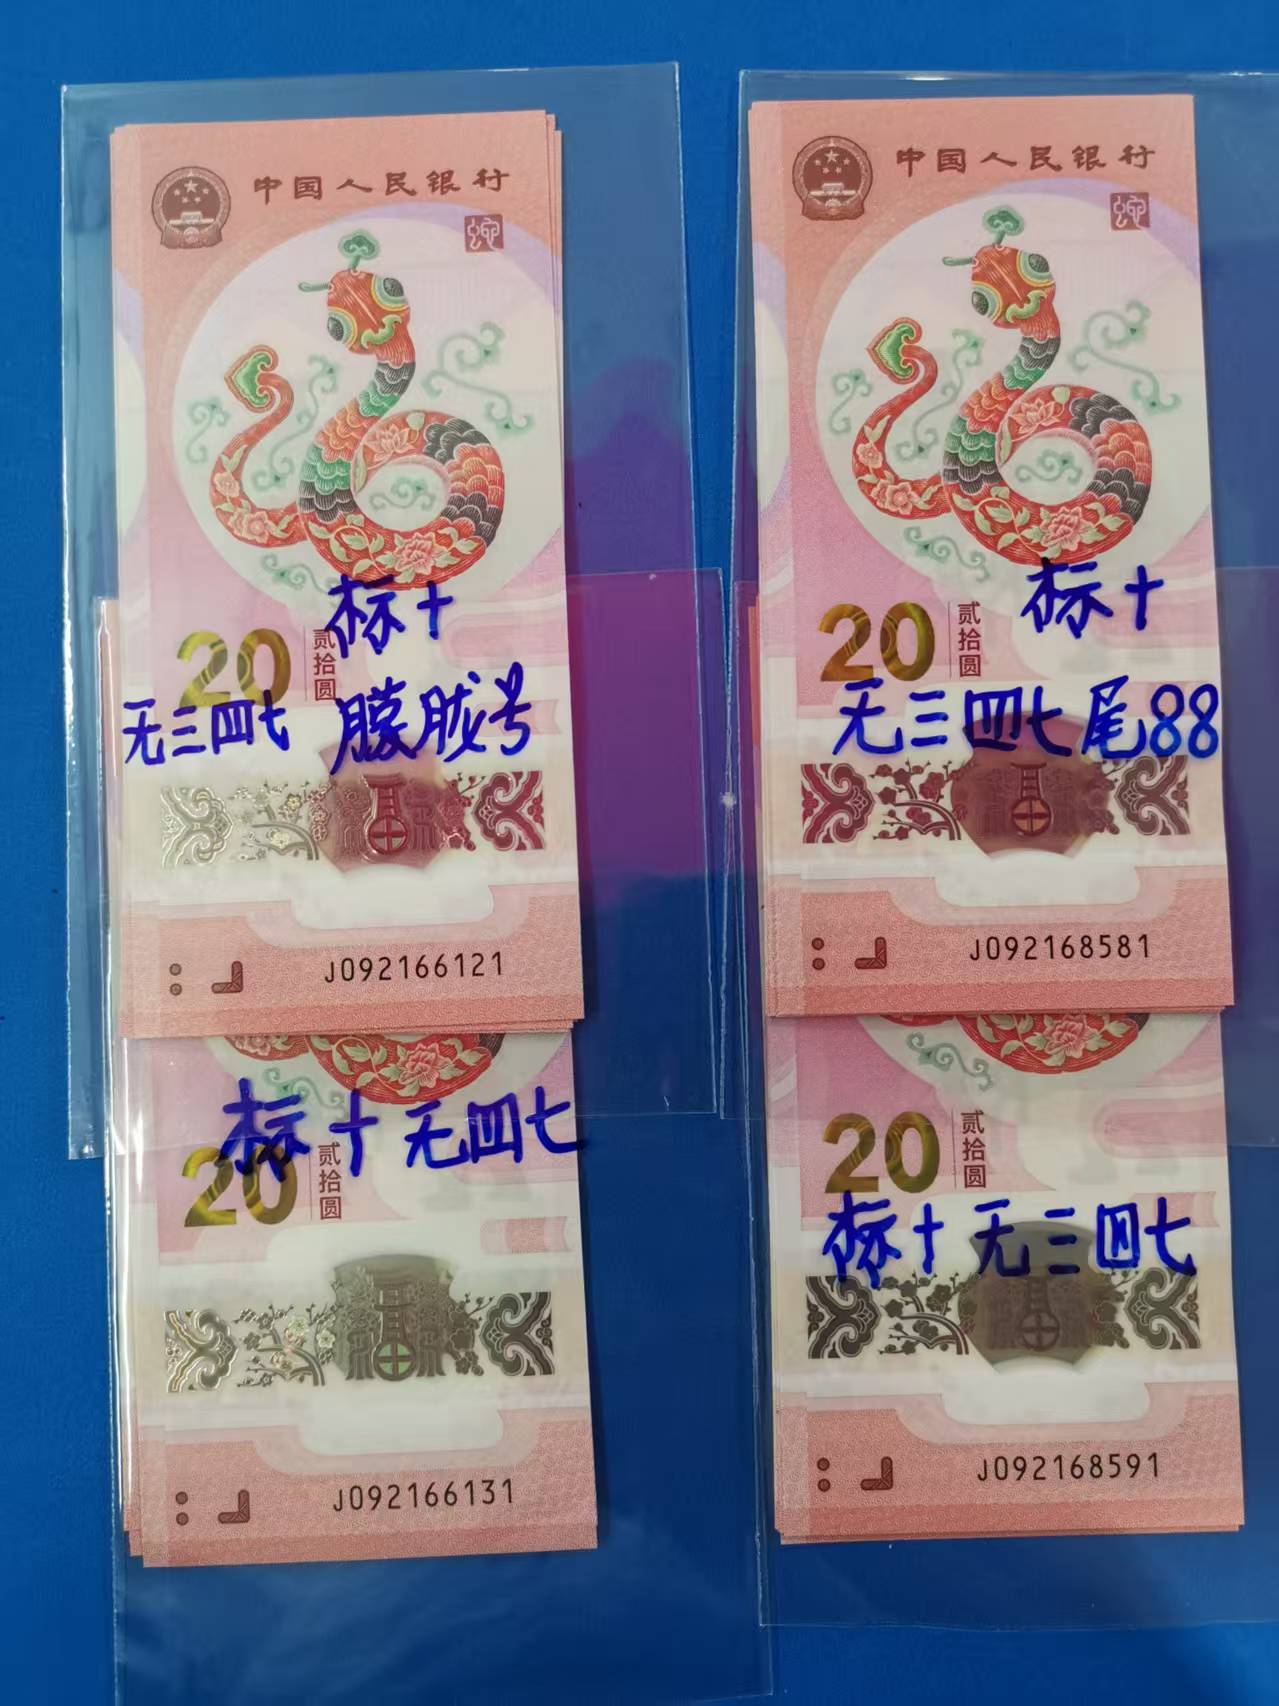 中国人民银行
20 贰拾圆
标十
无三四七 朦胧号
J092166121
中国人民银行
20 贰拾圆
标十
无三四七尾88
J092168581
标十无四七
20 贰拾圆
J092166131
20 贰拾圆
标十无三四七
J092168591